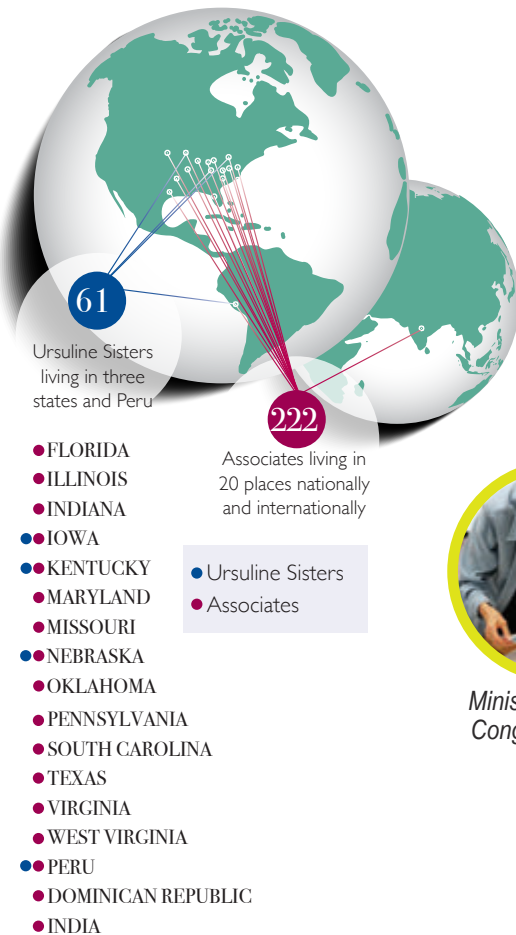 61
Ursuline Sisters
living in three
states and Peru
222
Associates living in
20 places nationally
and internationally
FLORIDA
ILLINOIS
INDIANA
IOWA
KENTUCKY
MARYLAND
MISSOURI
NEBRASKA
OKLAHOMA
PENNSYLVANIA
SOUTH CAROLINA
TEXAS
VIRGINIA
WEST VIRGINIA
PERU
DOMINICAN REPUBLIC
INDIA
Ursuline Sisters
Associates
Minis
Cong